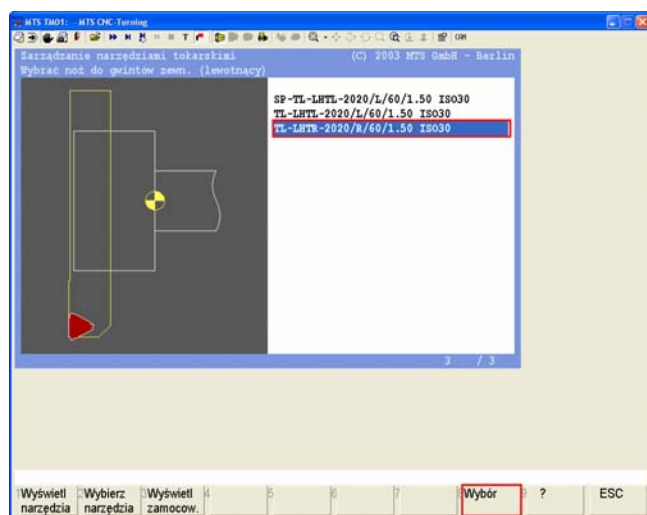 MTS TM01: - MTS CNC-Turning
Zarządzanie narzędziami tokarskimi (C) 2003 MTS GmbH - Berlin
Wybrać nóż do gwintów zewn. (lewotnący)
SP-TL-LHTL-2020/L/60/1.50 ISO30
TL-LHTL-2020/L/60/1.50 ISO30
TL-LHTR-2020/R/60/1.50 ISO30
3 / 3
1 Wyświetl narzędzia 2 Wybierz narzędzia 3 Wyświetl zamocow. 4 5 6 7 8 Wybór 9 ? ESC